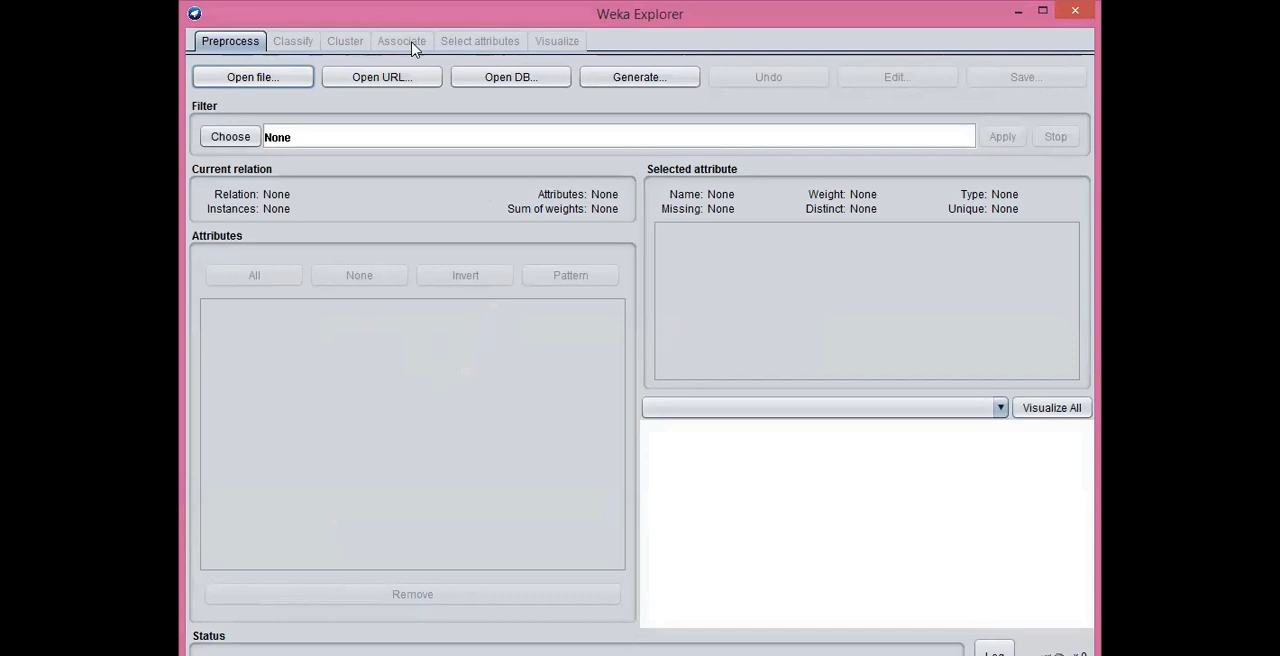 Weka Explorer
Preprocess Classify Cluster Associate Select attributes Visualize
Open file... Open URL... Open DB... Generate... Undo Edit... Save...
Filter
Choose None Apply Stop
Current relation
Relation: None Attributes: None
Instances: None Sum of weights: None
Selected attribute
Name: None Weight: None Type: None
Missing: None Distinct: None Unique: None
Attributes
All None Invert Pattern
Remove
Visualize All
Status
Log
x 0